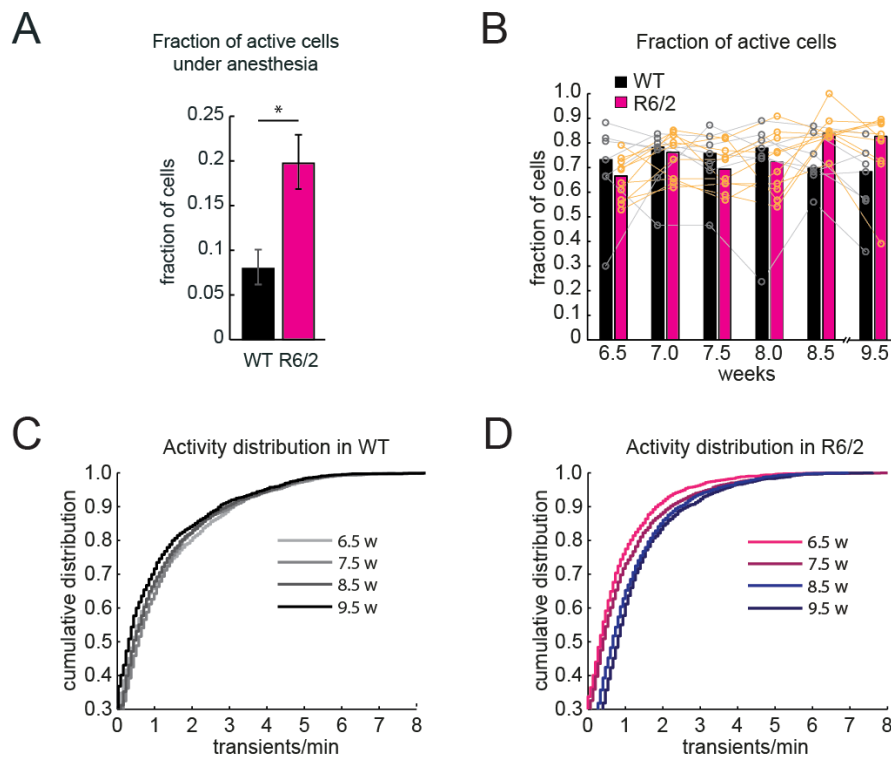 A
Fraction of active cells
under anesthesia
*
0.25
0.2
0.15
0.1
0.05
0
fraction of cells
WT R6/2
B
Fraction of active cells
WT
R6/2
1.0
0.9
0.8
0.7
0.6
0.5
0.4
0.3
0.2
0.1
0
fraction of cells
6.5 7.0 7.5 8.0 8.5 9.5
weeks
C
Activity distribution in WT
1.0
0.9
0.8
0.7
0.6
0.5
0.4
0.3
cumulative distribution
6.5 w
7.5 w
8.5 w
9.5 w
0 1 2 3 4 5 6 7 8
transients/min
D
Activity distribution in R6/2
1.0
0.9
0.8
0.7
0.6
0.5
0.4
0.3
cumulative distribution
6.5 w
7.5 w
8.5 w
9.5 w
0 1 2 3 4 5 6 7 8
transients/min